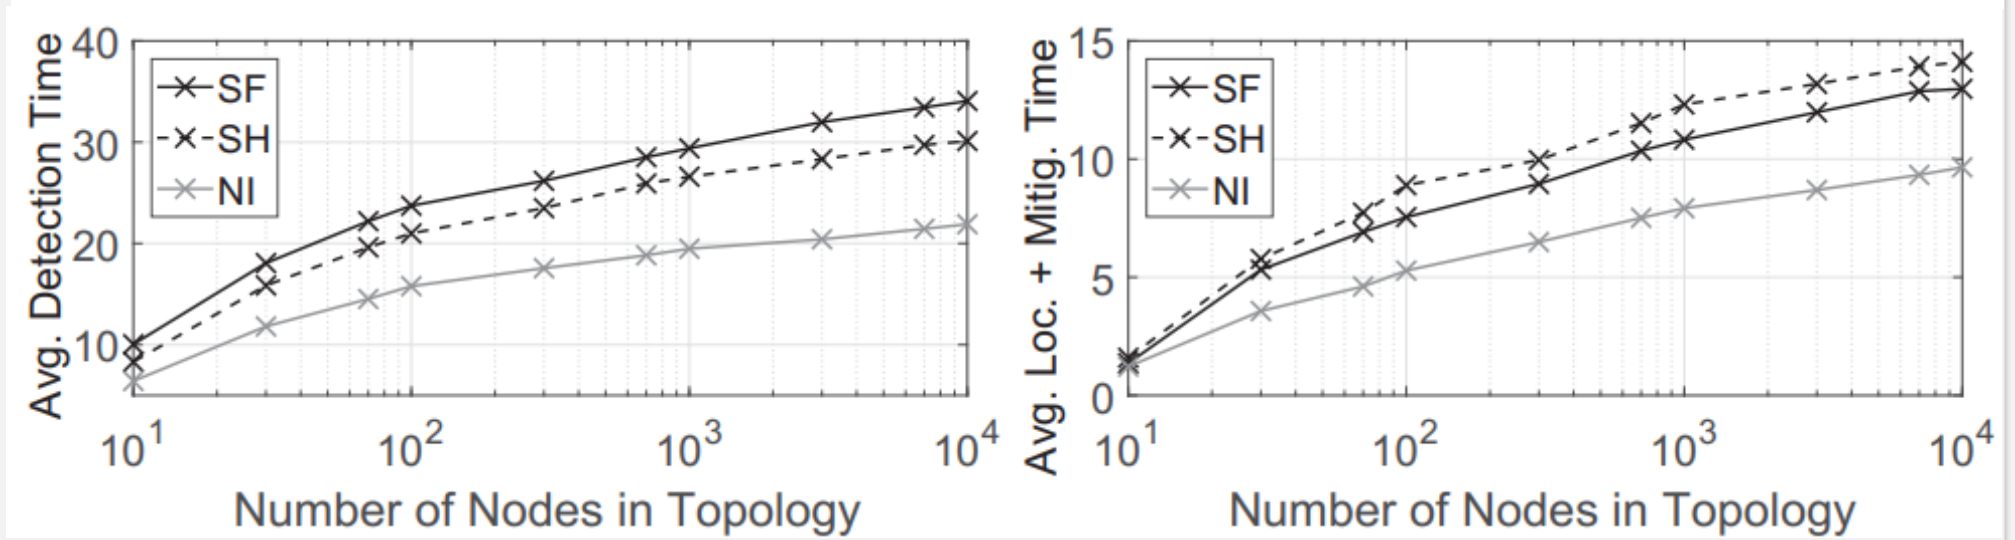 Avg. Detection Time
40
30
20
10
SF
SH
NI
10^1
10^2
10^3
10^4
Number of Nodes in Topology
Avg. Loc. + Mitig. Time
15
10
5
0
SF
SH
NI
10^1
10^2
10^3
10^4
Number of Nodes in Topology